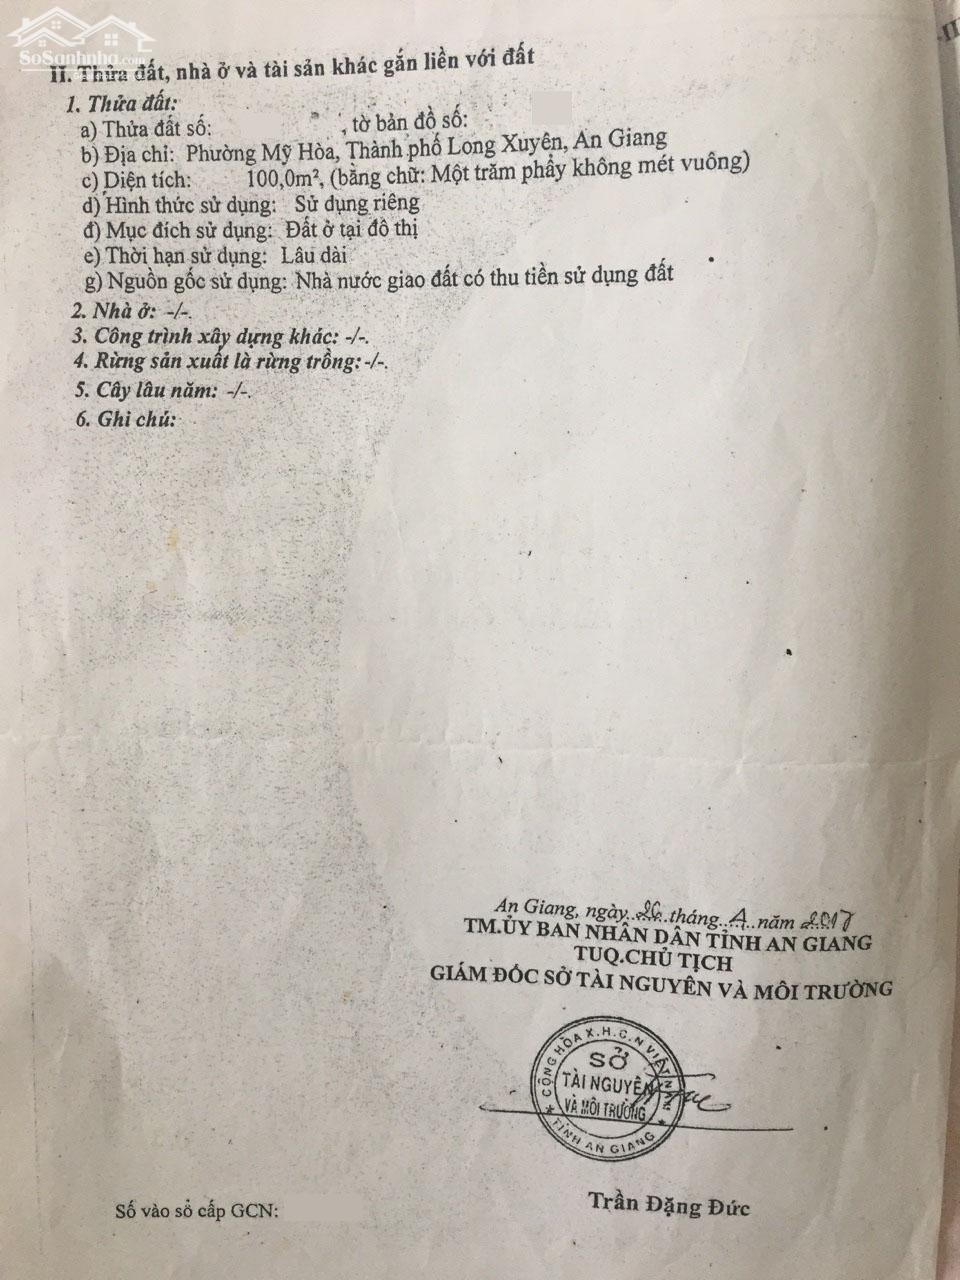 SoSanhnha.com
II. Thửa đất, nhà ở và tài sản khác gắn liền với đất
1. Thửa đất:
a) Thửa đất số: , tờ bản đồ số:
b) Địa chỉ: Phường Mỹ Hòa, Thành phố Long Xuyên, An Giang
c) Diện tích: 100,0m², (bằng chữ: Một trăm phẩy không mét vuông)
d) Hình thức sử dụng: Sử dụng riêng
đ) Mục đích sử dụng: Đất ở tại đô thị
e) Thời hạn sử dụng: Lâu dài
g) Nguồn gốc sử dụng: Nhà nước giao đất có thu tiền sử dụng đất
2. Nhà ở: -/-.
3. Công trình xây dựng khác: -/-.
4. Rừng sản xuất là rừng trồng: -/-.
5. Cây lâu năm: -/-.
6. Ghi chú:
An Giang, ngày..26..tháng..4..năm 2017
TM.ỦY BAN NHÂN DÂN TỈNH AN GIANG
TUQ.CHỦ TỊCH
GIÁM ĐỐC SỞ TÀI NGUYÊN VÀ MÔI TRƯỜNG
CỘNG HÒA X.H.C.N VIỆT NAM
SỞ
TÀI NGUYÊN
VÀ MÔI TRƯỜNG
TỈNH AN GIANG
Trần Đặng Đức
Số vào sổ cấp GCN: